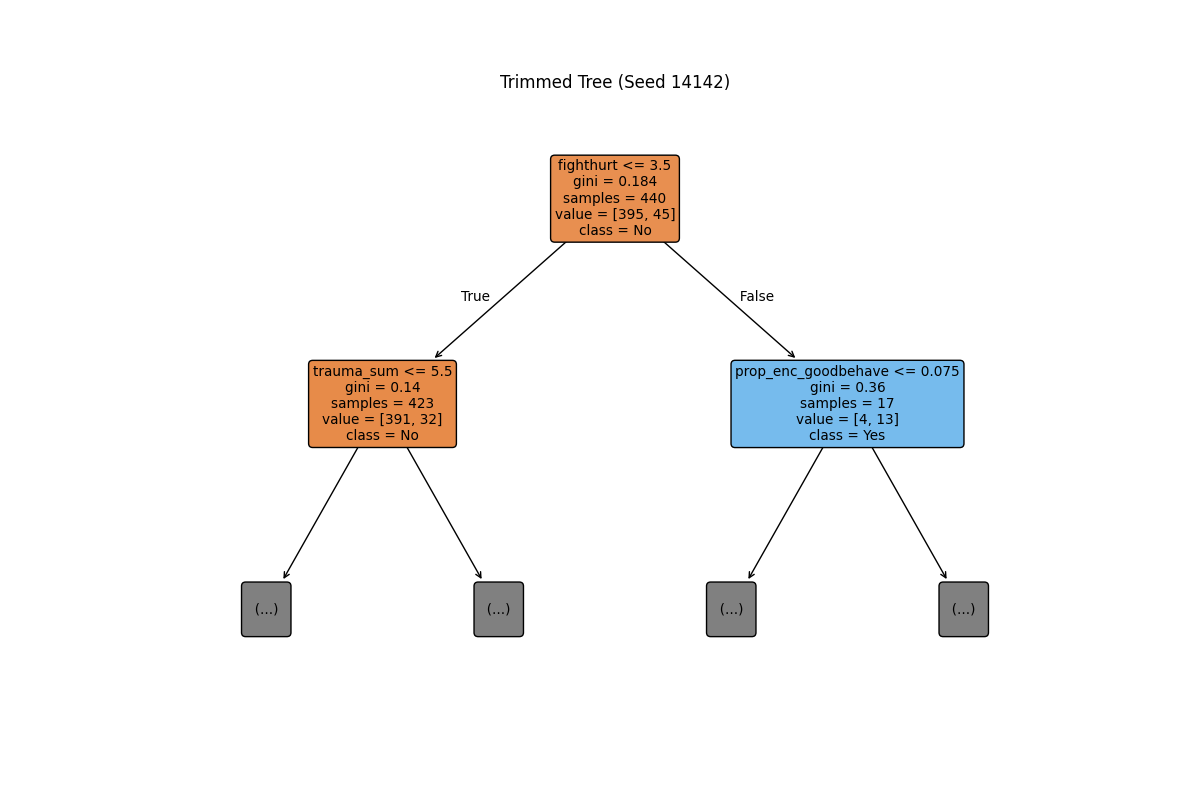 Trimmed Tree (Seed 14142)
fighthurt <= 3.5
gini = 0.184
samples = 440
value = [395, 45]
class = No
True
False
trauma_sum <= 5.5
gini = 0.14
samples = 423
value = [391, 32]
class = No
prop_enc_goodbehave <= 0.075
gini = 0.36
samples = 17
value = [4, 13]
class = Yes
(...)
(...)
(...)
(...)